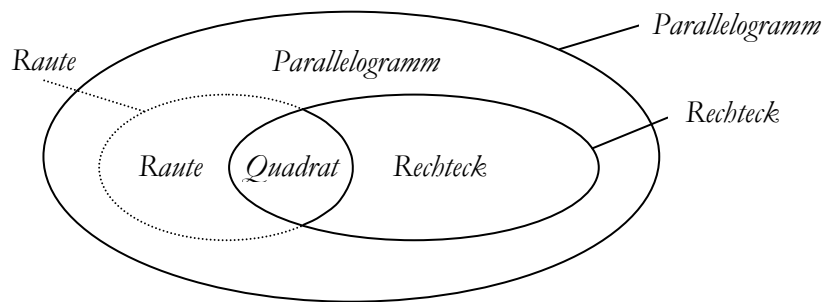 Parallelogramm
Raute
Parallelogramm
Rechteck
Raute Quadrat Rechteck